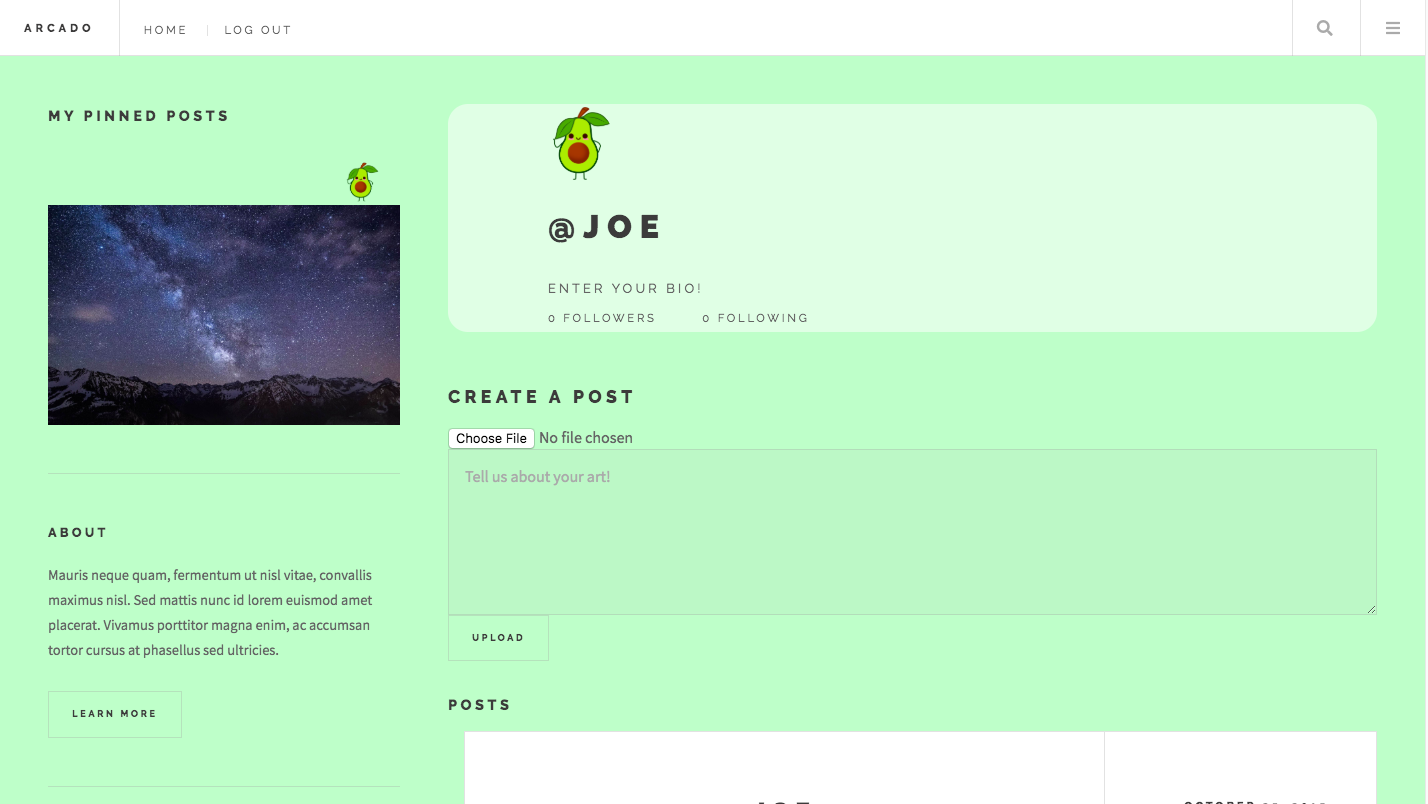 ARCADO
HOME
LOG OUT
MY PINNED POSTS
@JOE
ENTER YOUR BIO!
0 FOLLOWERS
0 FOLLOWING
CREATE A POST
Choose File No file chosen
Tell us about your art!
UPLOAD
ABOUT
Mauris neque quam, fermentum ut nisl vitae, convallis
maximus nisl. Sed mattis nunc id lorem euismod amet
placerat. Vivamus porttitor magna enim, ac accumsan
tortor cursus at phasellus sed ultricies.
LEARN MORE
POSTS
JOE
OCTOBER